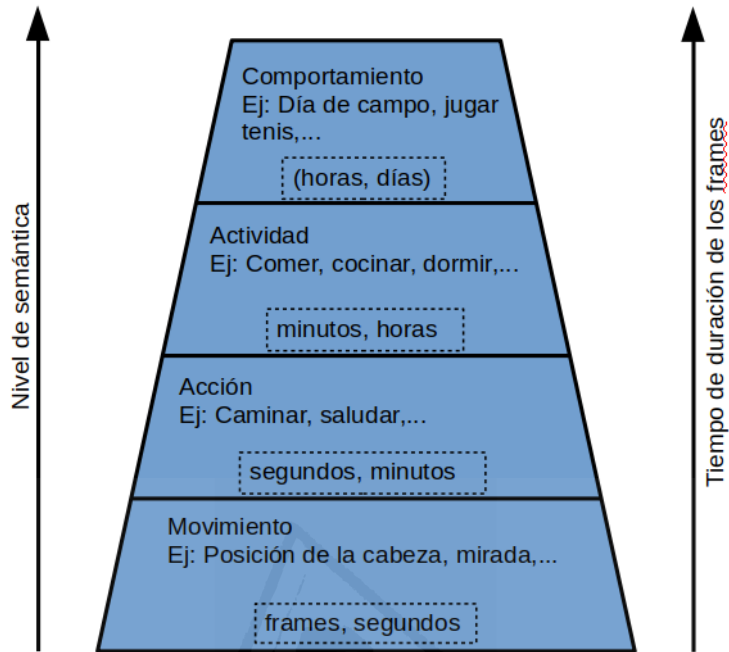 Comportamiento
Ej: Día de campo, jugar
tenis,...
(horas, días)
Actividad
Ej: Comer, cocinar, dormir,...
minutos, horas
Acción
Ej: Caminar, saludar,...
segundos, minutos
Movimiento
Ej: Posición de la cabeza, mirada,...
frames, segundos
Nivel de semántica
Tiempo de duración de los frames